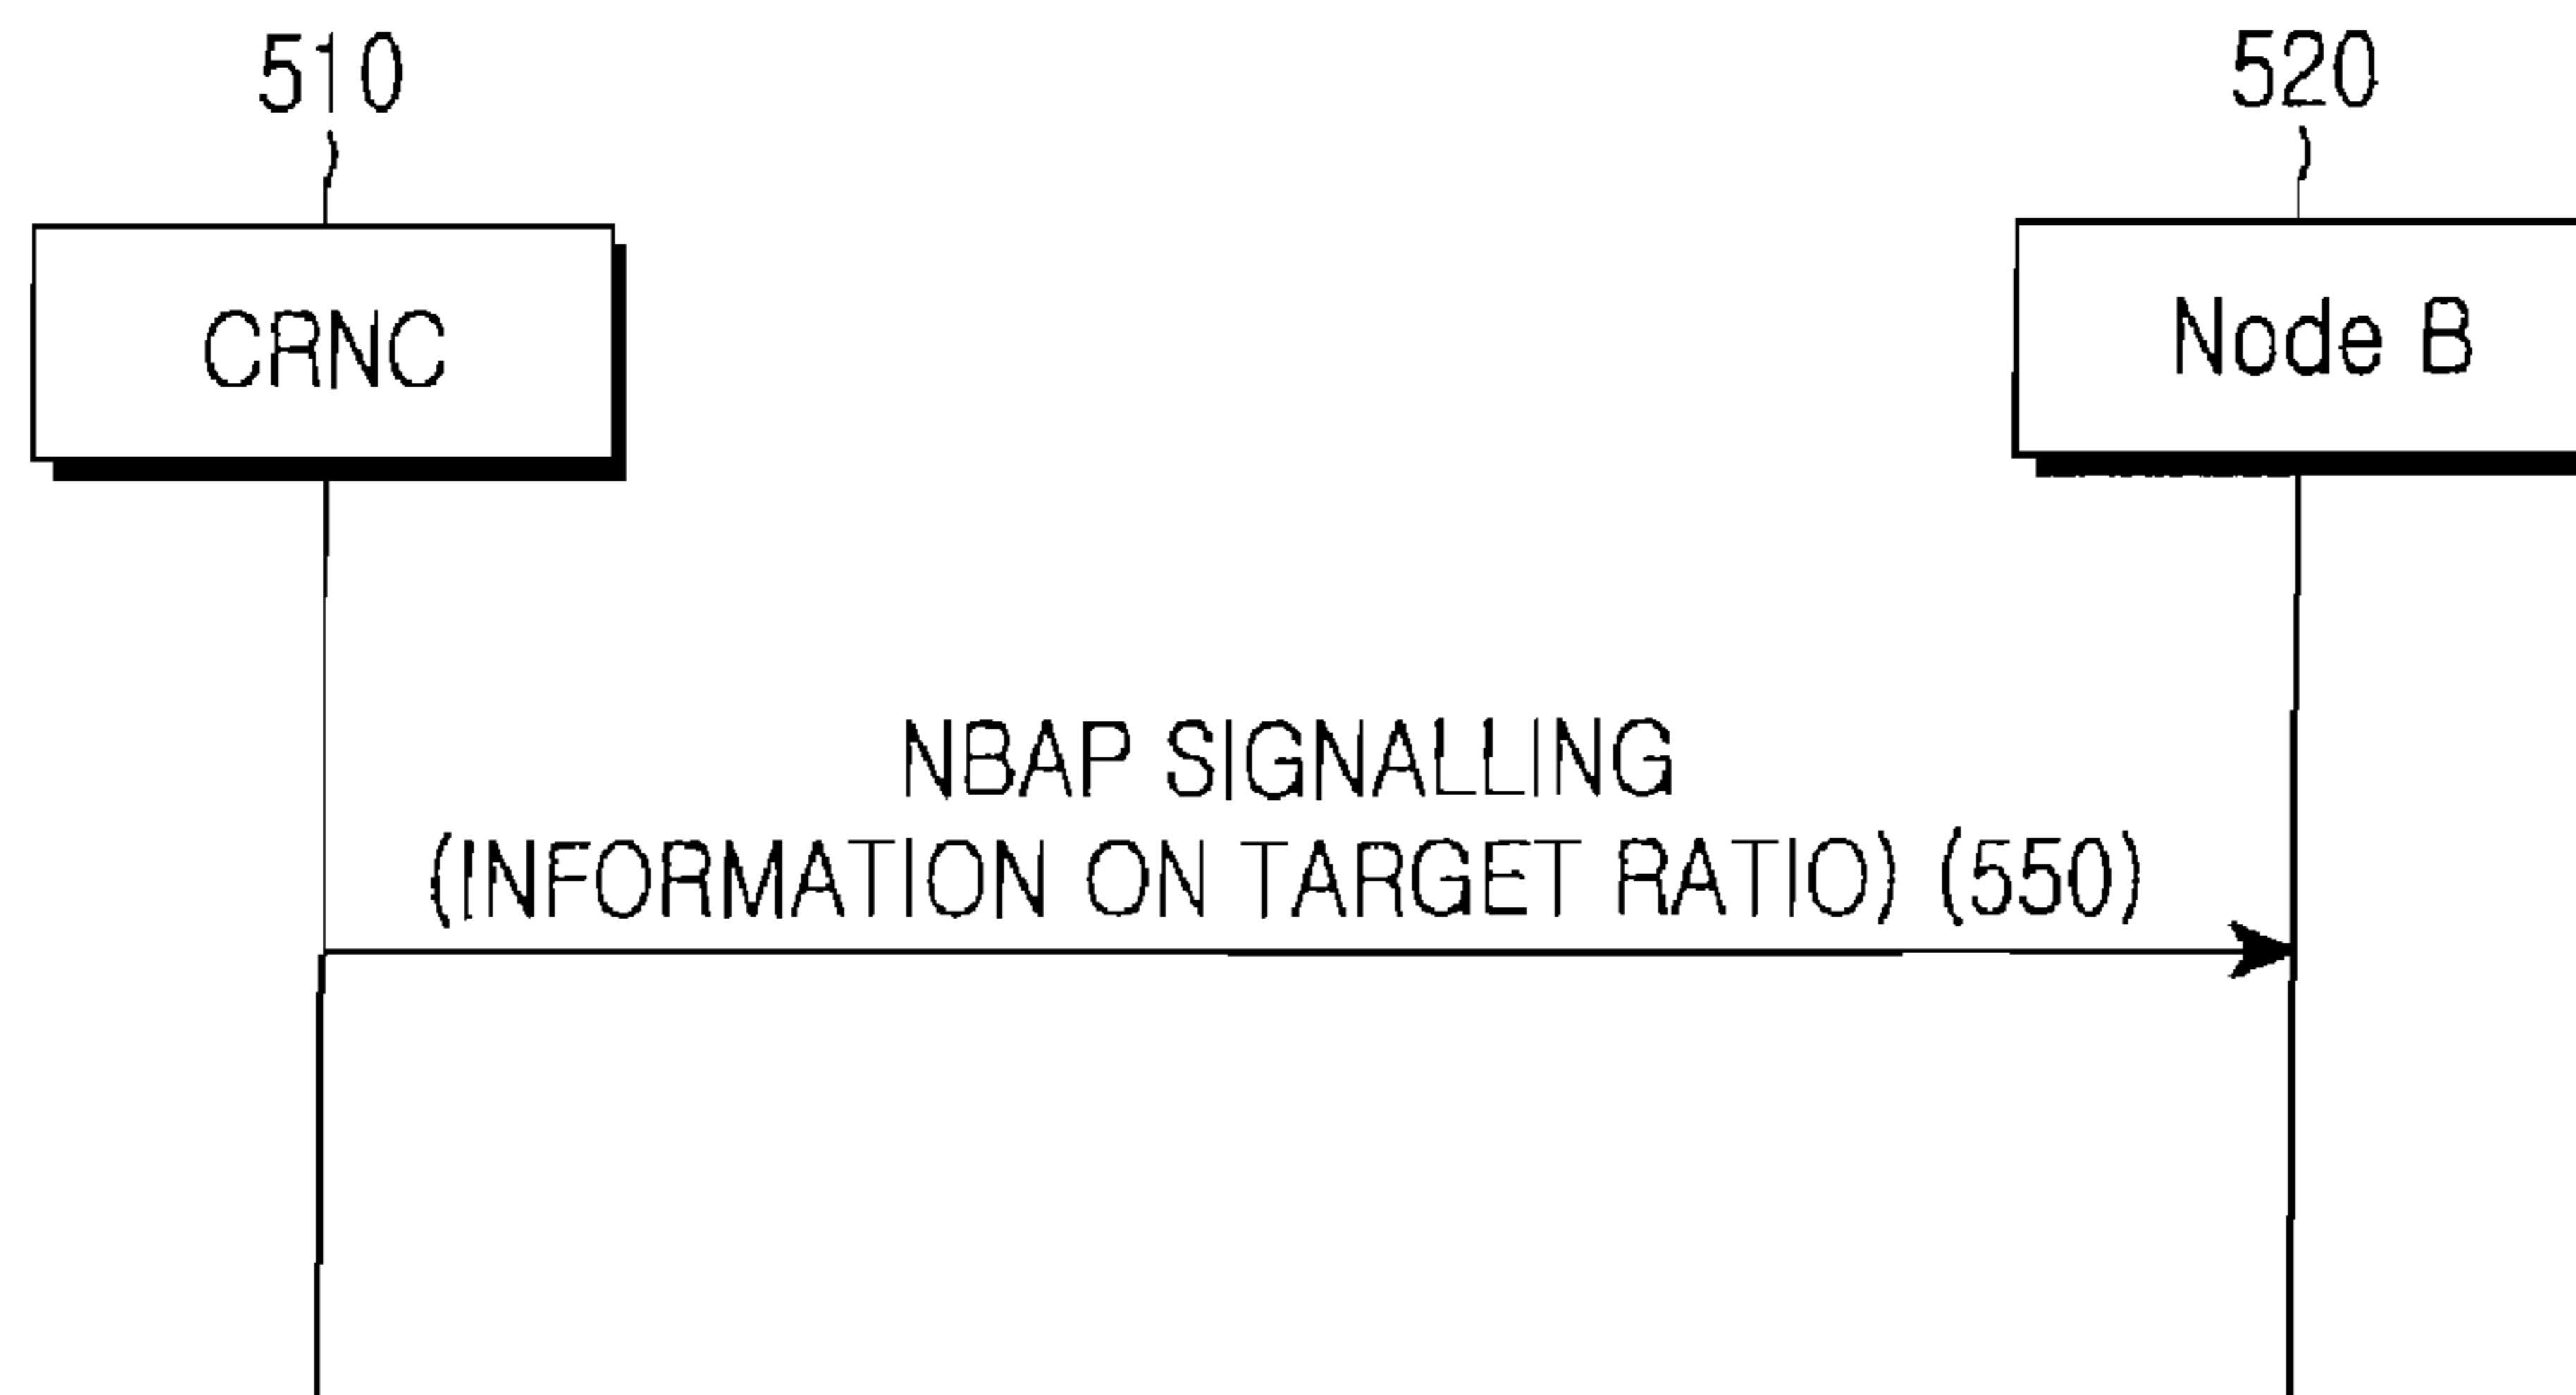 510
520
CRNC
Node B
NBAP SIGNALLING
(INFORMATION ON TARGET RATIO) (550)